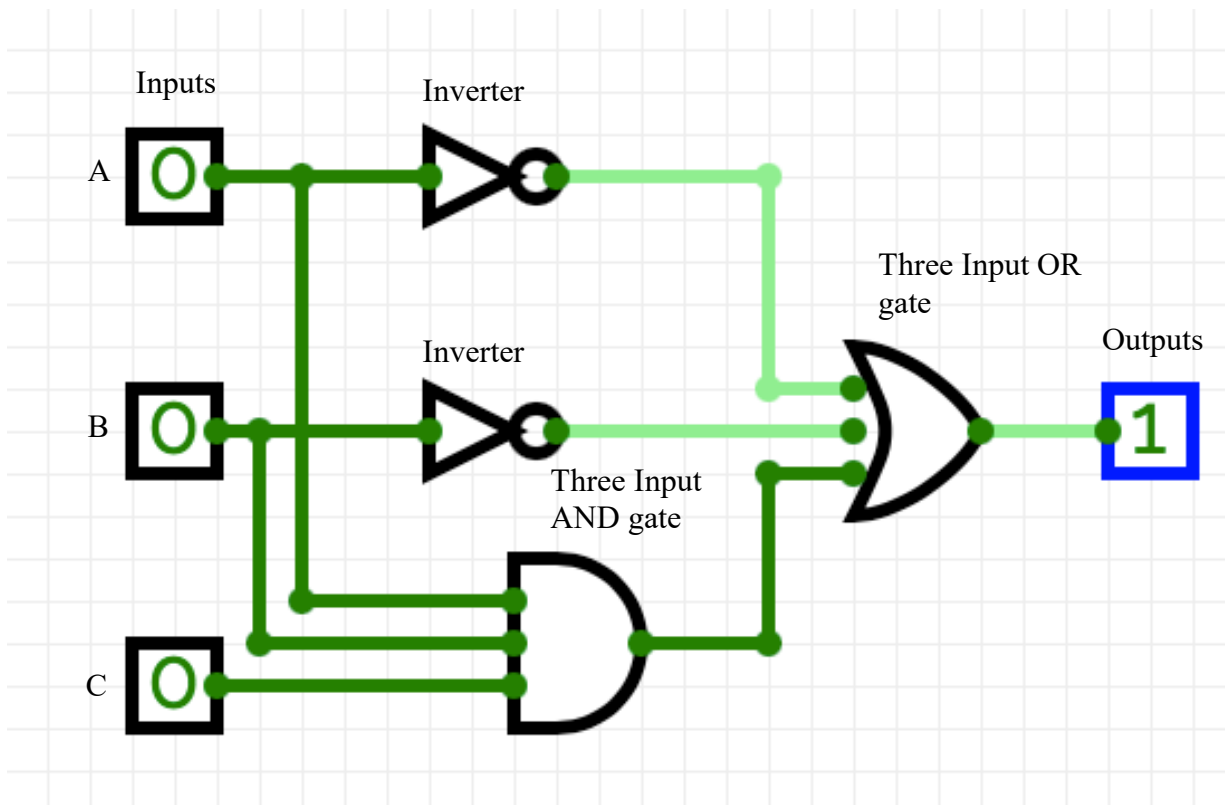 Inputs
Inverter
A
0
Three Input OR
gate
Outputs
Inverter
B
0
1
Three Input
AND gate
C
0